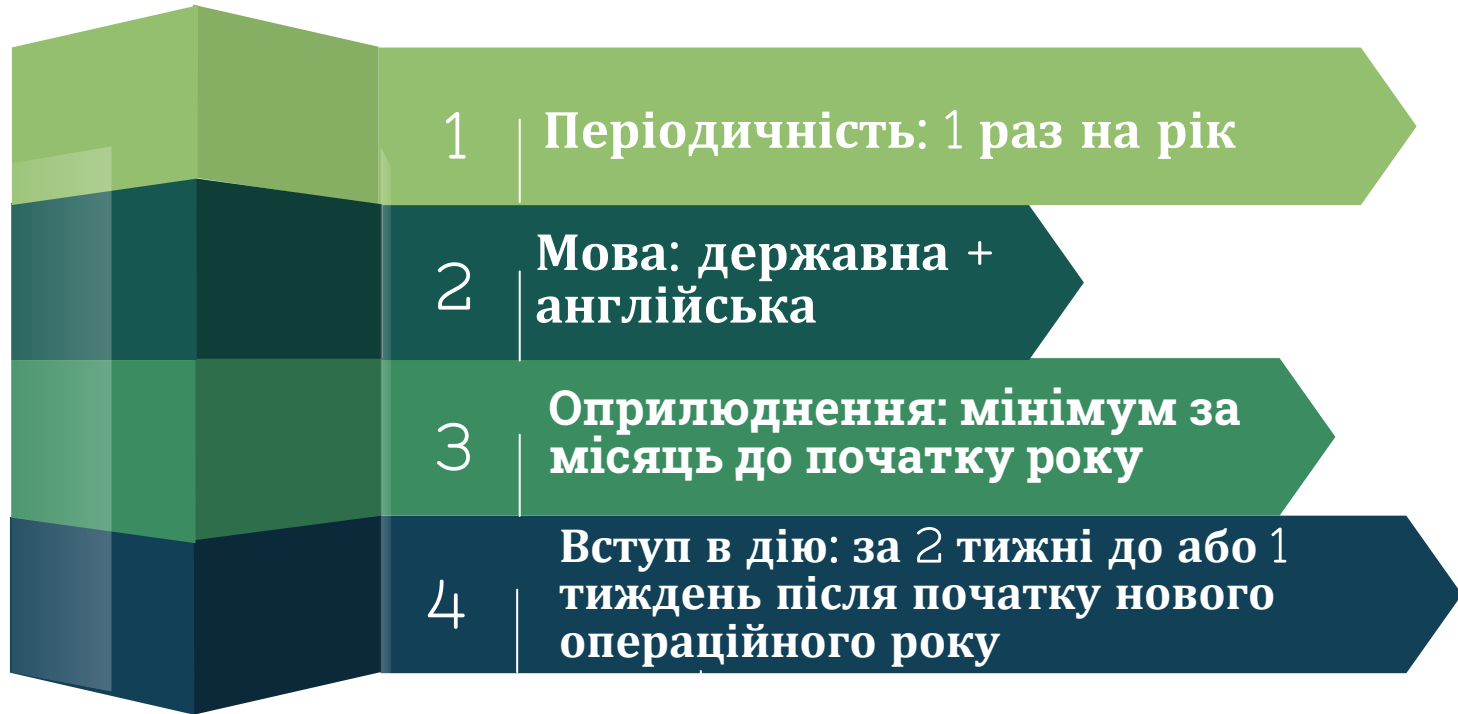 1
Періодичність: 1 раз на рік
2
Мова: державна +
англійська
3
Оприлюднення: мінімум за
місяць до початку року
4
Вступ в дію: за 2 тижні до або 1
тиждень після початку нового
операційного року